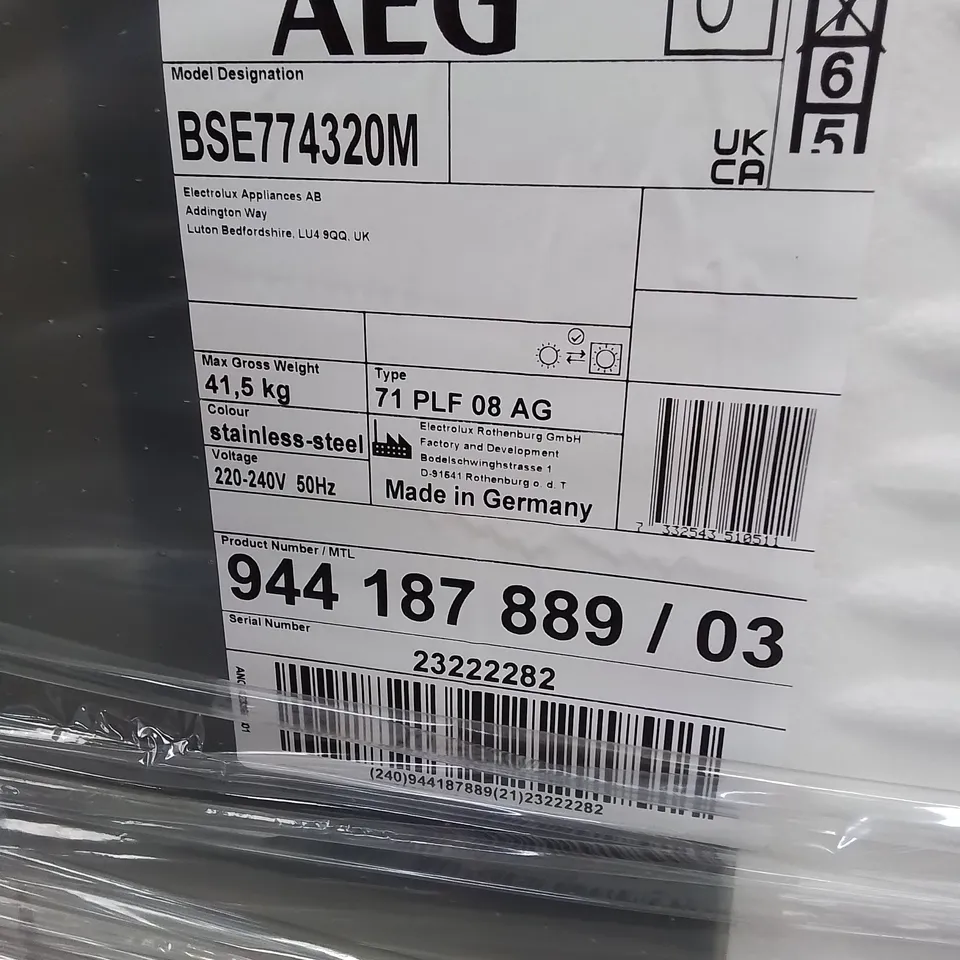 AEG
6
5
Model Designation
BSE774320M
UK
CA
Electrolux Appliances AB
Addington Way
Luton Bedfordshire, LU4 9QQ, UK
Max Gross Weight
41,5 kg
Type
71 PLF 08 AG
Colour
stainless-steel
Electrolux Rothenburg GmbH
Factory and Development
Bodelschwinghstrasse 1
D-91541 Rothenburg o. d. T
Voltage
220-240V 50Hz
Made in Germany
7 332543 510511
Product Number / MTL
944 187 889 / 03
Serial Number
23222282
(240)944187889(21)23222282